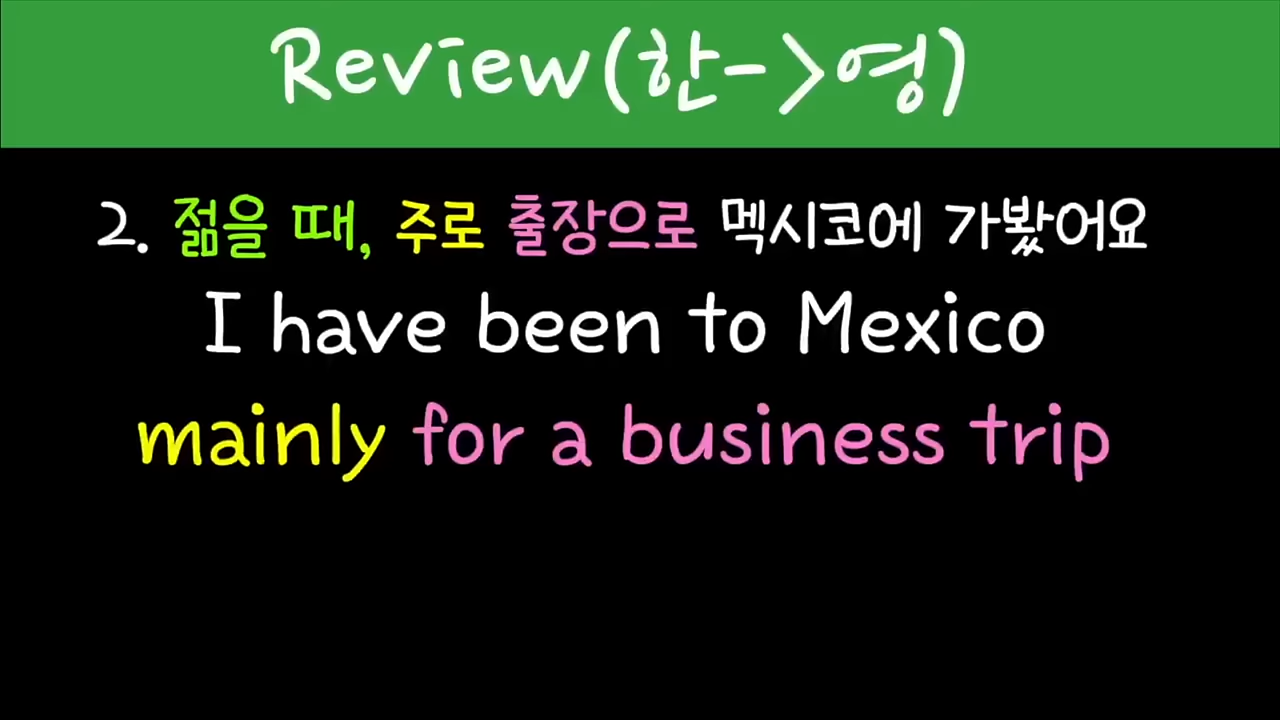 Review(한->영)
2. 젊을 때, 주로 출장으로 멕시코에 가봤어요
I have been to Mexico
mainly for a business trip